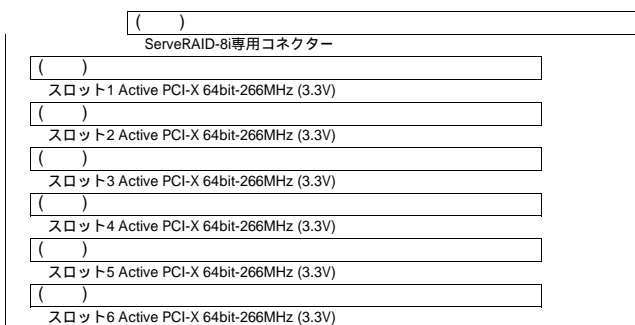 (　　)
ServeRAID-8i専用コネクター
(　　)
スロット1 Active PCI-X 64bit-266MHz (3.3V)
(　　)
スロット2 Active PCI-X 64bit-266MHz (3.3V)
(　　)
スロット3 Active PCI-X 64bit-266MHz (3.3V)
(　　)
スロット4 Active PCI-X 64bit-266MHz (3.3V)
(　　)
スロット5 Active PCI-X 64bit-266MHz (3.3V)
(　　)
スロット6 Active PCI-X 64bit-266MHz (3.3V)